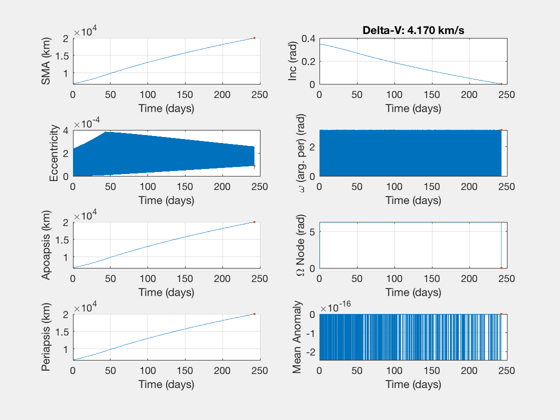 Delta-V: 4.170 km/s
×10^4
SMA (km)
2
1.5
1
0 50 100 150 200 250
Time (days)
Inc (rad)
0.4
0.2
0
0 50 100 150 200 250
Time (days)
×10^-4
Eccentricity
4
2
0
0 50 100 150 200 250
Time (days)
ω (arg. per) (rad)
2
0
0 50 100 150 200 250
Time (days)
×10^4
Apoapsis (km)
2
1.5
1
0 50 100 150 200 250
Time (days)
Ω Node (rad)
5
0
0 50 100 150 200 250
Time (days)
×10^4
Periapsis (km)
2
1.5
1
0 50 100 150 200 250
Time (days)
×10^-16
Mean Anomaly
0
-1
-2
0 50 100 150 200 250
Time (days)